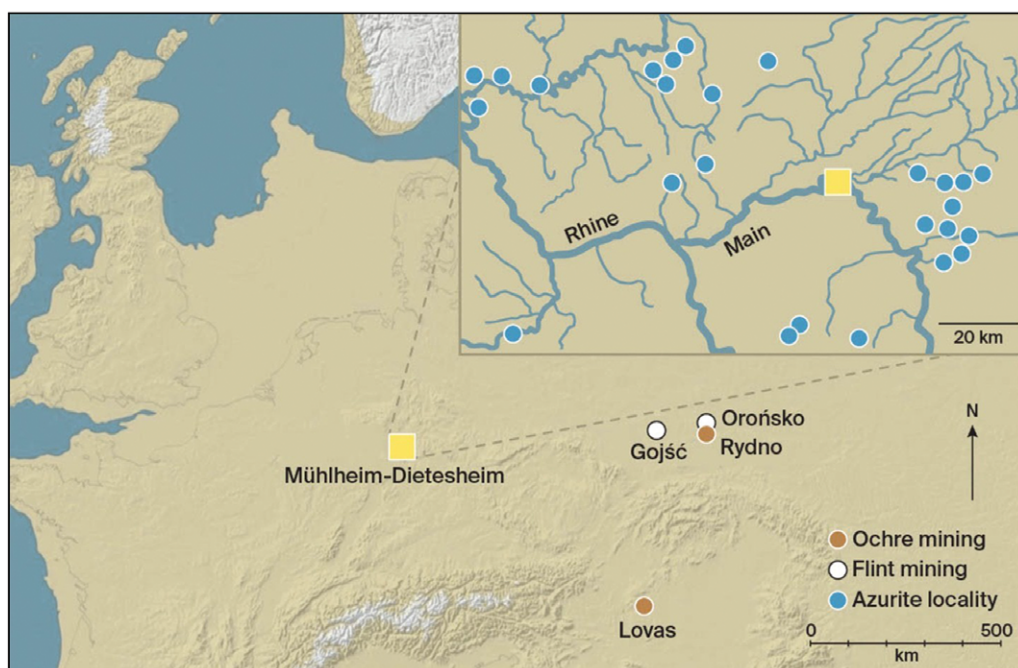 Rhine
Main
20 km
N
Orońsko
Gojść
Rydno
Mühlheim-Dietesheim
Ochre mining
Flint mining
Azurite locality
Lovas
0 500
km